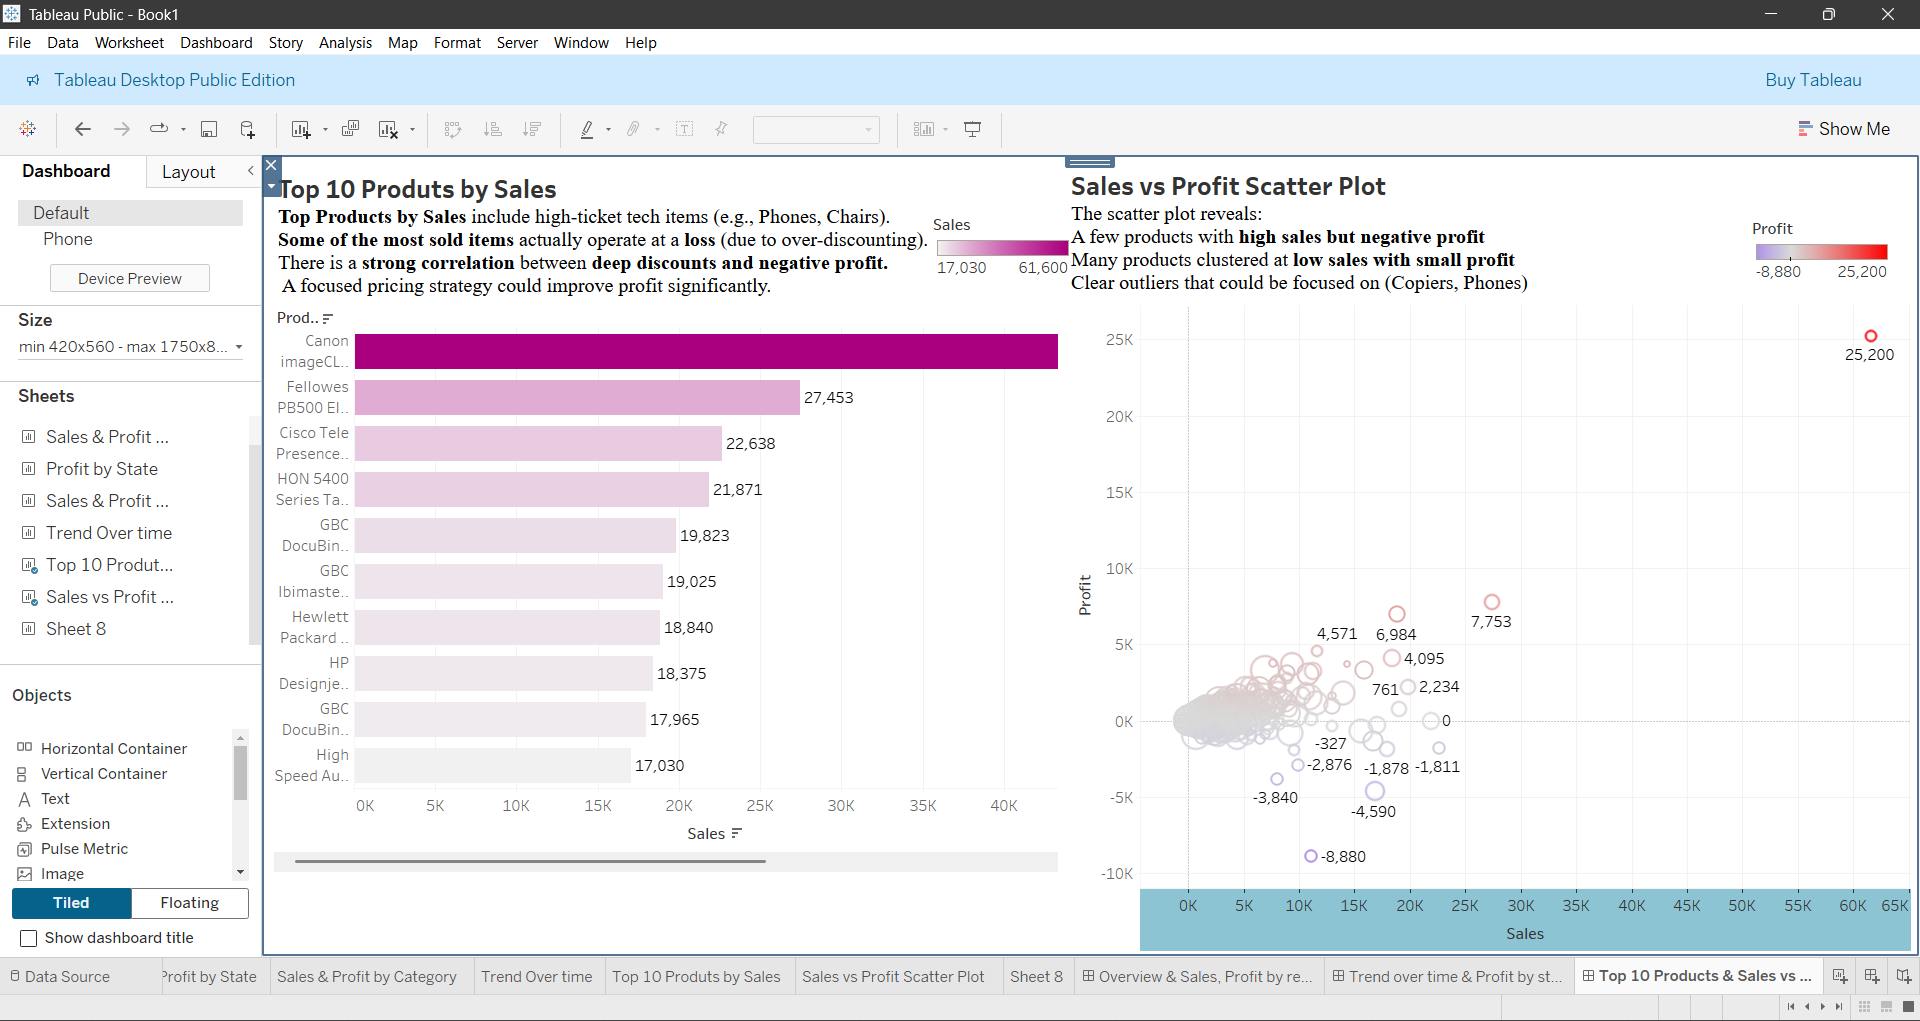 Tableau Public - Book1
File Data Worksheet Dashboard Story Analysis Map Format Server Window Help
Tableau Desktop Public Edition
Buy Tableau
Show Me
Dashboard
Layout
Default
Phone
Device Preview
Size
min 420x560 - max 1750x8...
Sheets
Sales & Profit ...
Profit by State
Sales & Profit ...
Trend Over time
Top 10 Produt...
Sales vs Profit ...
Sheet 8
Objects
Horizontal Container
Vertical Container
Text
Extension
Pulse Metric
Image
Tiled
Floating
Show dashboard title
Top 10 Produts by Sales
Top Products by Sales include high-ticket tech items (e.g., Phones, Chairs).
Some of the most sold items actually operate at a loss (due to over-discounting).
There is a strong correlation between deep discounts and negative profit.
A focused pricing strategy could improve profit significantly.
Sales
17,030 61,600
Prod..
Canon
imageCL..
Fellowes
PB500 El..
27,453
Cisco Tele
Presence..
22,638
HON 5400
Series Ta..
21,871
GBC
DocuBin..
19,823
GBC
Ibimaste..
19,025
Hewlett
Packard ..
18,840
HP
Designje..
18,375
GBC
DocuBin..
17,965
High
Speed Au..
17,030
0K 5K 10K 15K 20K 25K 30K 35K 40K
Sales
Sales vs Profit Scatter Plot
The scatter plot reveals:
A few products with high sales but negative profit
Many products clustered at low sales with small profit
Clear outliers that could be focused on (Copiers, Phones)
Profit
-8,880 25,200
25K
20K
15K
10K
5K
0K
-5K
-10K
Profit
25,200
7,753
4,571
6,984
4,095
761
2,234
0
-327
-2,876
-1,878
-1,811
-3,840
-4,590
-8,880
0K 5K 10K 15K 20K 25K 30K 35K 40K 45K 50K 55K 60K 65K
Sales
Data Source
Profit by State
Sales & Profit by Category
Trend Over time
Top 10 Produts by Sales
Sales vs Profit Scatter Plot
Sheet 8
Overview & Sales, Profit by re...
Trend over time & Profit by st...
Top 10 Products & Sales vs ...